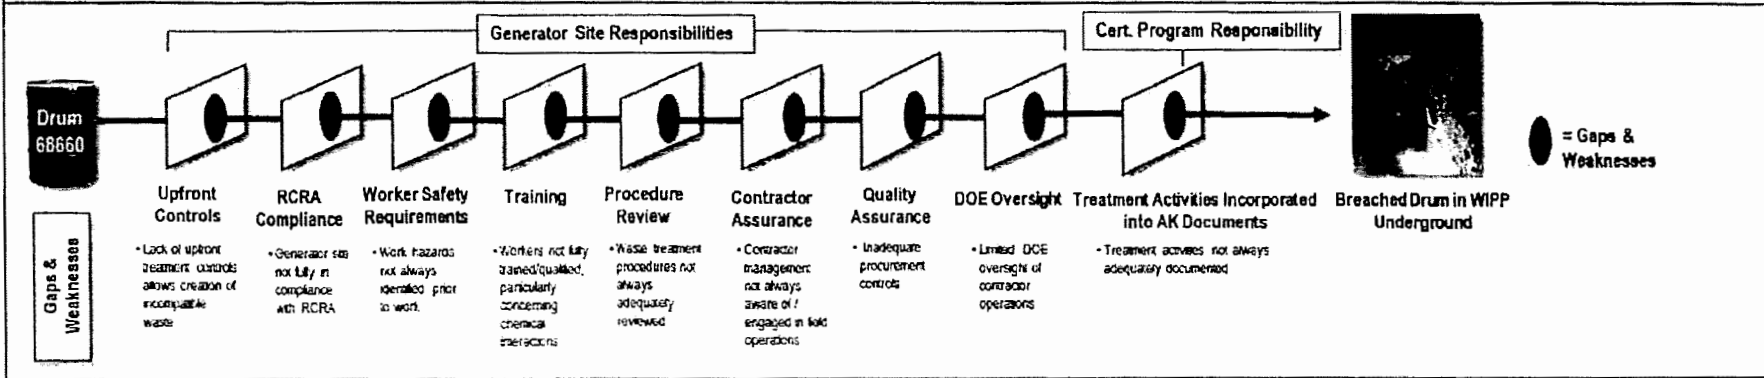 Generator Site Responsibilities
Cert. Program Responsibility
Drum
68660
= Gaps &
Weaknesses
Upfront
Controls
RCRA
Compliance
Worker Safety
Requirements
Training
Procedure
Review
Contractor
Assurance
Quality
Assurance
DOE Oversight
Treatment Activities Incorporated
into AK Documents
Breached Drum in WIPP
Underground
Gaps &
Weaknesses
• Lack of upfront
treatment controls
allows creation of
incompatible
waste
• Generator site
not fully in
compliance
with RCRA
• Work hazards
not always
identified prior
to work
• Workers not fully
trained/qualified,
particularly
concerning
chemical
interactions
• Waste treatment
procedures not
always
adequately
reviewed
• Contractor
management
not always
aware of /
engaged in field
operations
• Inadequate
procurement
controls
• Limited DOE
oversight of
contractor
operations
• Treatment activities not always
adequately documented